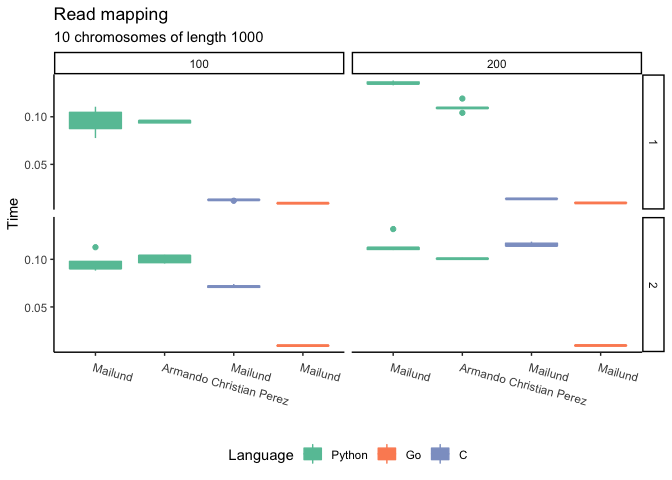 Read mapping
10 chromosomes of length 1000
100 200
0.10
0.05
1
Time
0.10
0.05
2
Mailund Armando Christian Perez Mailund Mailund Mailund Armando Christian Perez Mailund Mailund
Language Python Go C